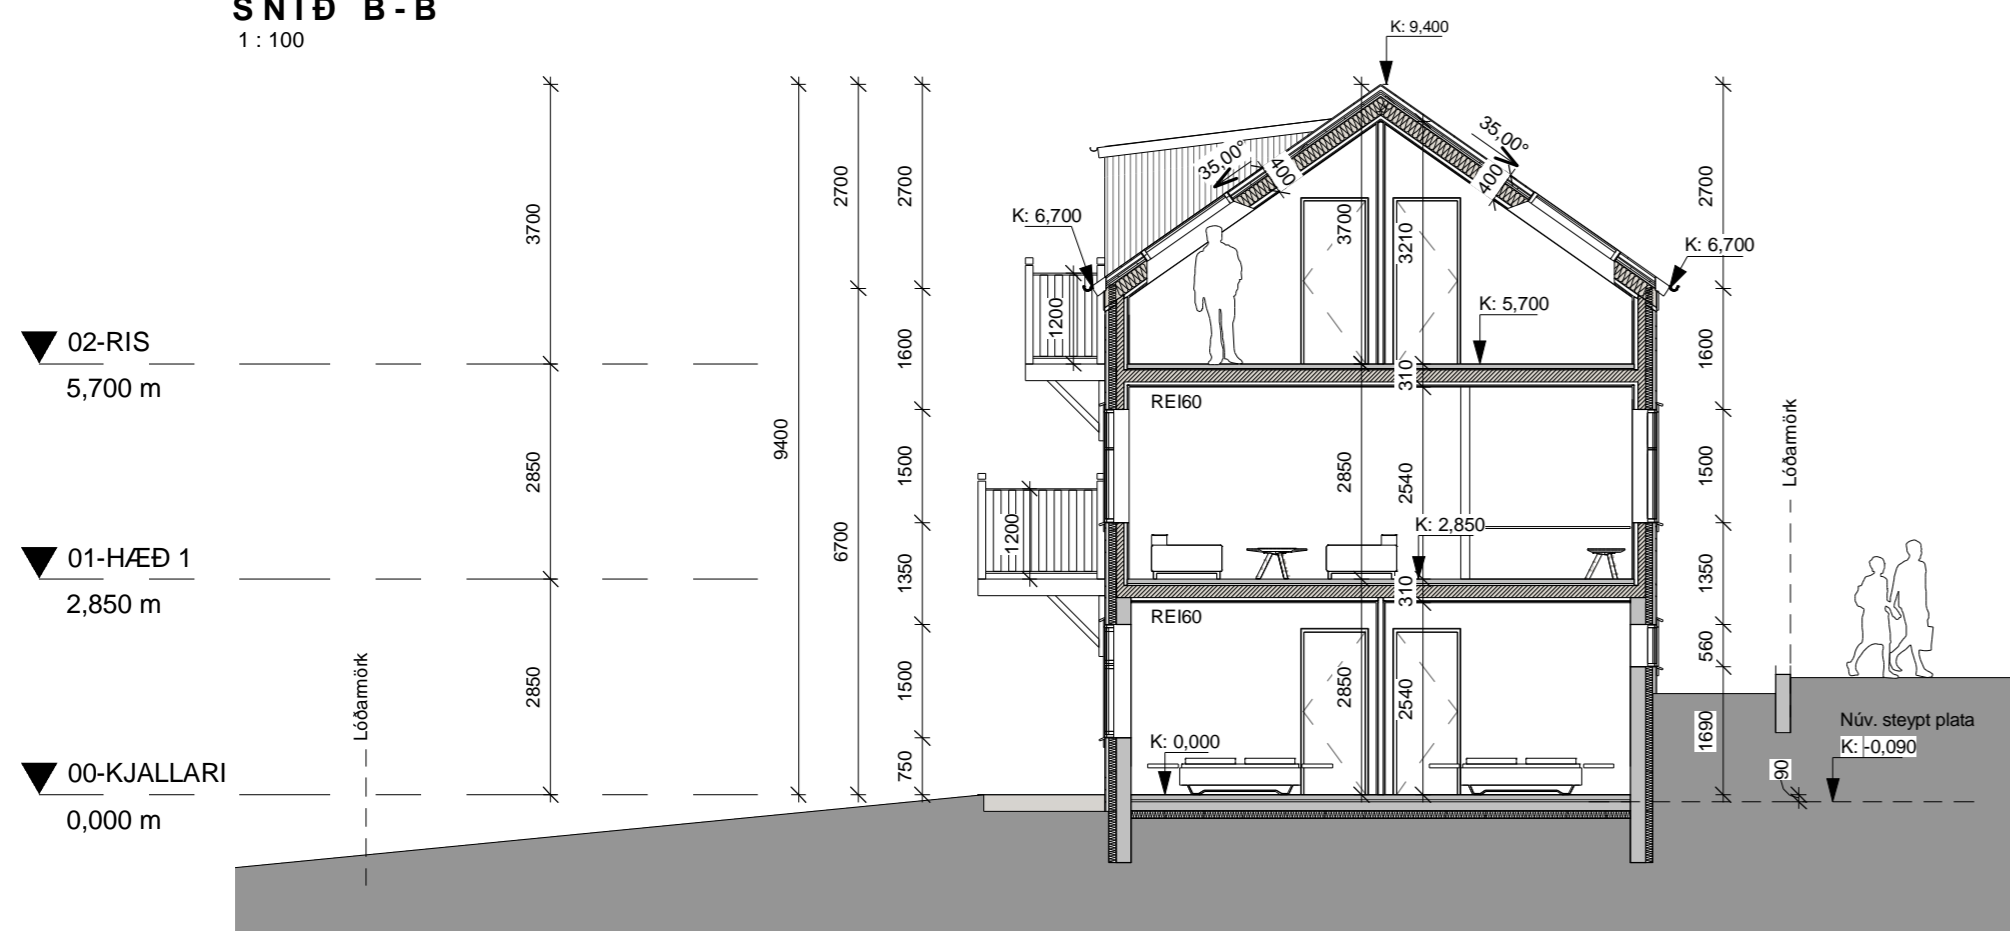 SNIÐ B-B
1 : 100
K: 9,400
35,00°
35,00°
400
400
2700
2700
3700
3700
3210
2700
K: 6,700
K: 6,700
K: 5,700
1200
02-RIS
5,700 m
1600
310
1600
REI60
Lóðarmörk
9400
2850
1500
2850
2540
1500
K: 2,850
1200
6700
01-HÆÐ 1
2,850 m
1350
310
1350
REI60
560
Lóðarmörk
2850
1500
2850
2540
1690
Núv. steypt plata
K: -0,090
K: 0,000
750
90
00-KJALLARI
0,000 m